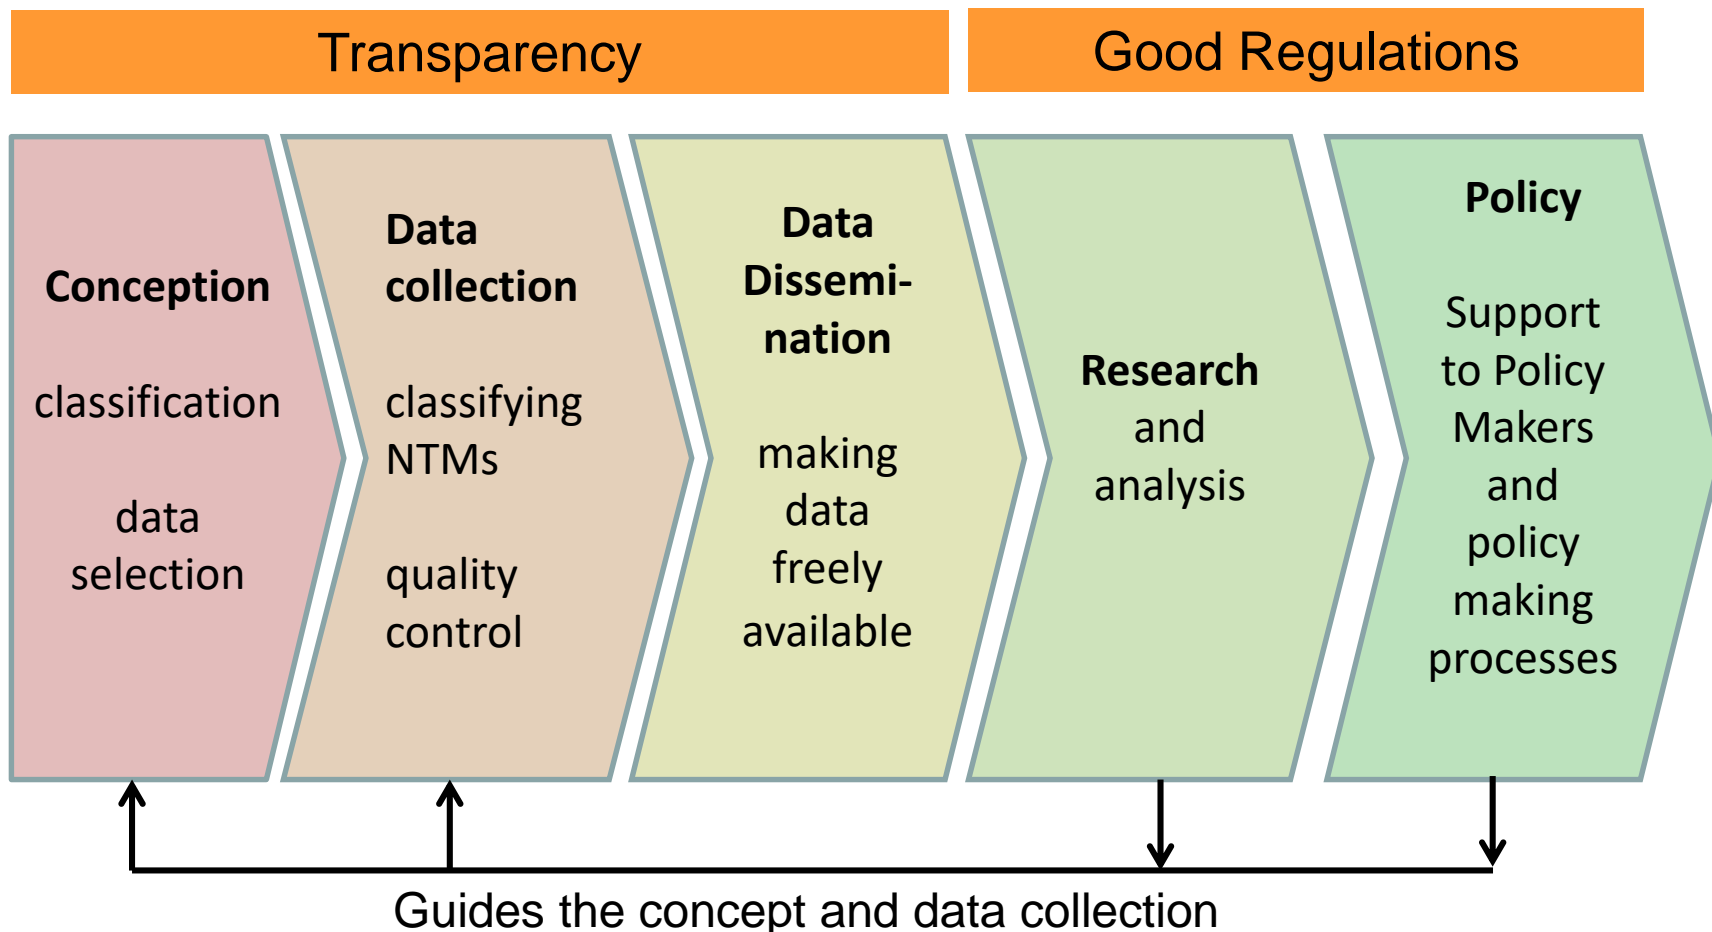 Transparency
Good Regulations
Conception
classification
data
selection
Data
collection
classifying
NTMs
quality
control
Data
Dissemi-
nation
making
data
freely
available
Research
and
analysis
Policy
Support
to Policy
Makers
and
policy
making
processes
Guides the concept and data collection